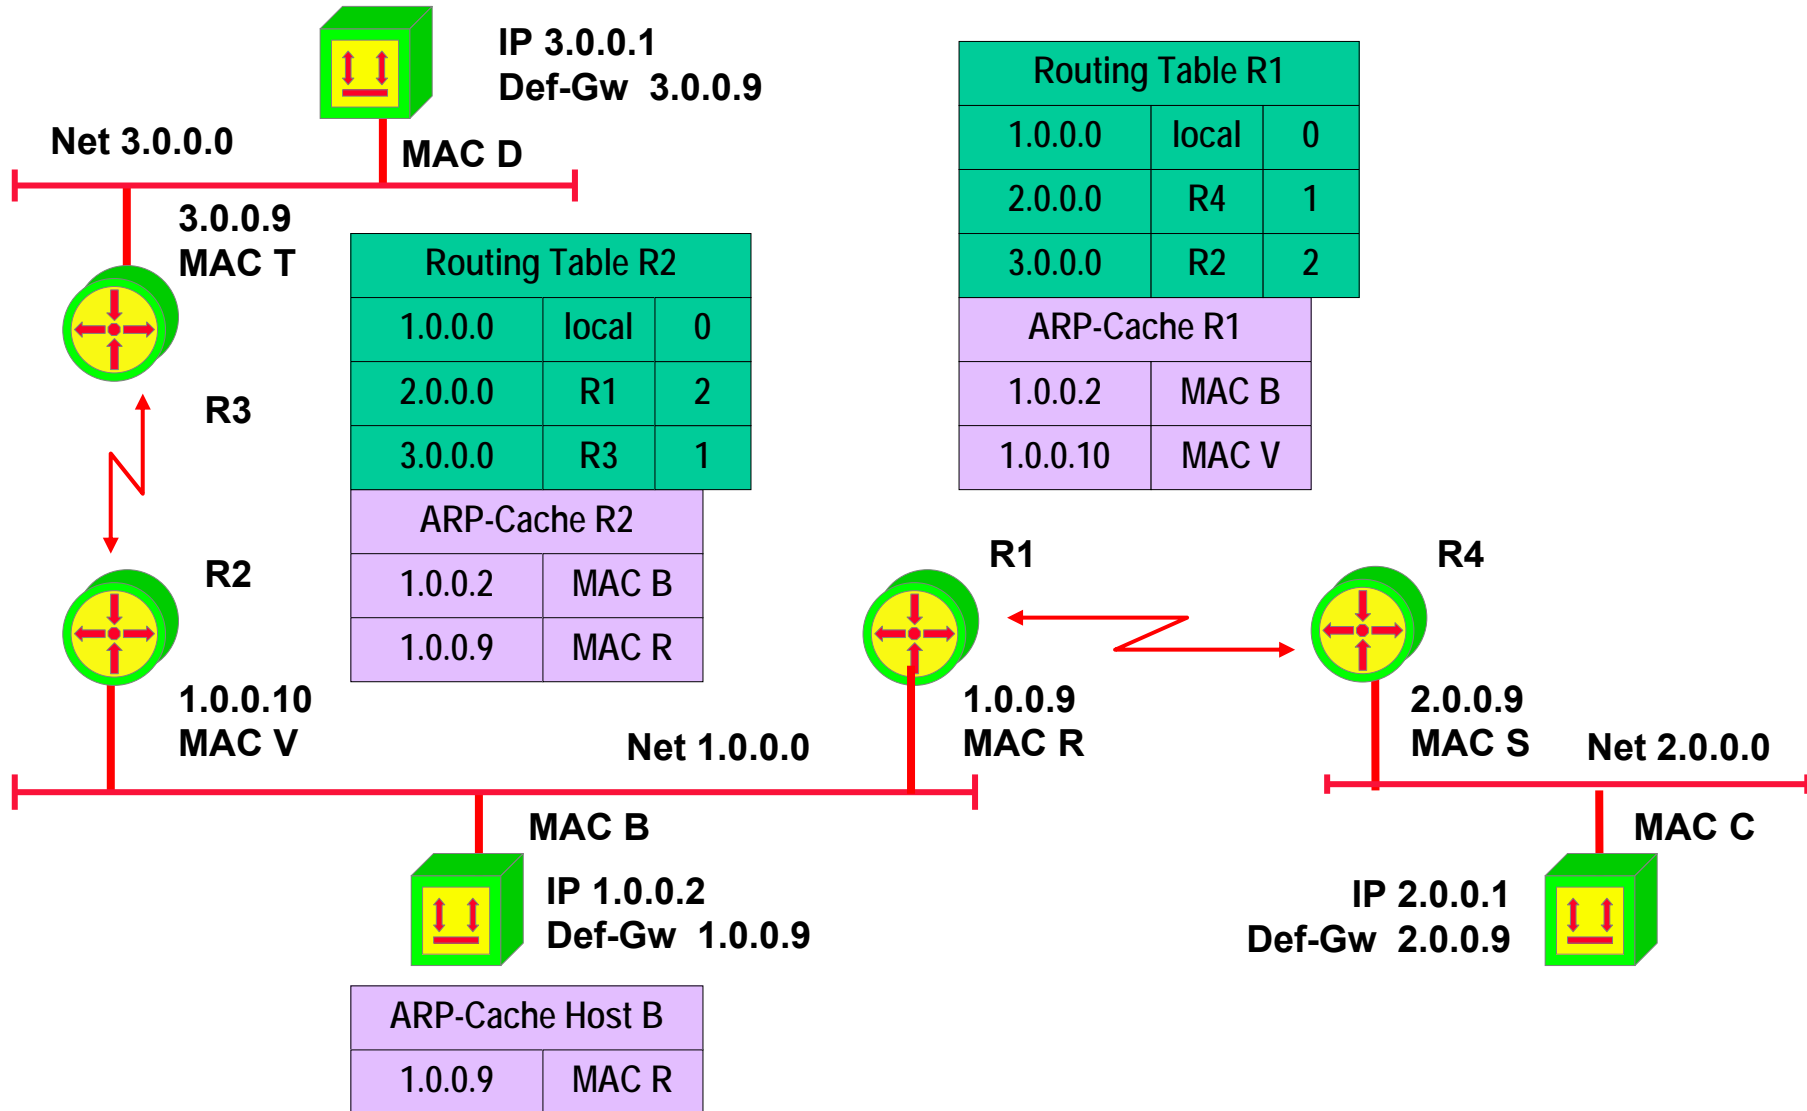 IP 3.0.0.1
Def-Gw 3.0.0.9
Net 3.0.0.0
MAC D
3.0.0.9
MAC T
R3
Routing Table R2
1.0.0.0 local 0
2.0.0.0 R1 2
3.0.0.0 R3 1
ARP-Cache R2
1.0.0.2 MAC B
1.0.0.9 MAC R
Routing Table R1
1.0.0.0 local 0
2.0.0.0 R4 1
3.0.0.0 R2 2
ARP-Cache R1
1.0.0.2 MAC B
1.0.0.10 MAC V
R2
1.0.0.10
MAC V
R1
1.0.0.9
MAC R
R4
2.0.0.9
MAC S
Net 1.0.0.0
Net 2.0.0.0
MAC B
IP 1.0.0.2
Def-Gw 1.0.0.9
MAC C
IP 2.0.0.1
Def-Gw 2.0.0.9
ARP-Cache Host B
1.0.0.9 MAC R